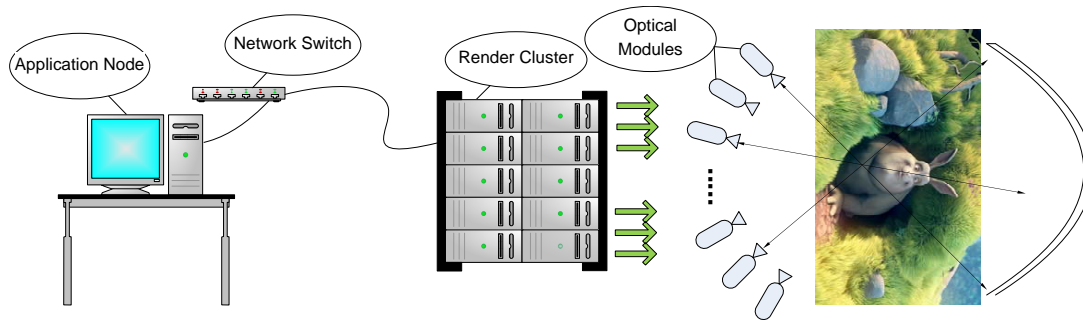 Application Node
Network Switch
Render Cluster
Optical
Modules